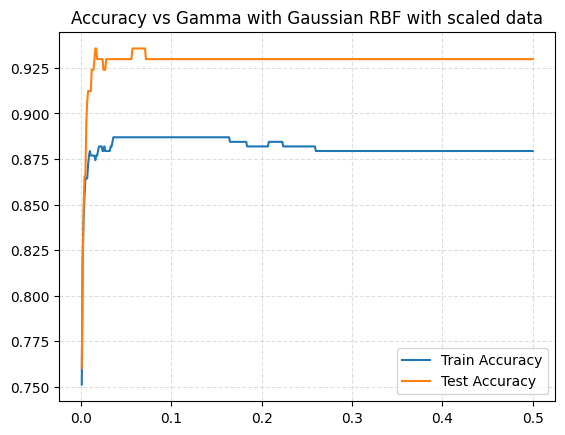 Accuracy vs Gamma with Gaussian RBF with scaled data
0.925
0.900
0.875
0.850
0.825
0.800
0.775
0.750
Train Accuracy
Test Accuracy
0.0 0.1 0.2 0.3 0.4 0.5